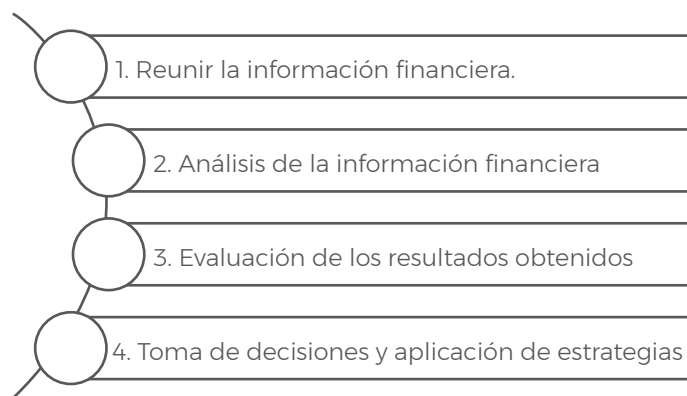 1. Reunir la información financiera.
2. Análisis de la información financiera
3. Evaluación de los resultados obtenidos
4. Toma de decisiones y aplicación de estrategias